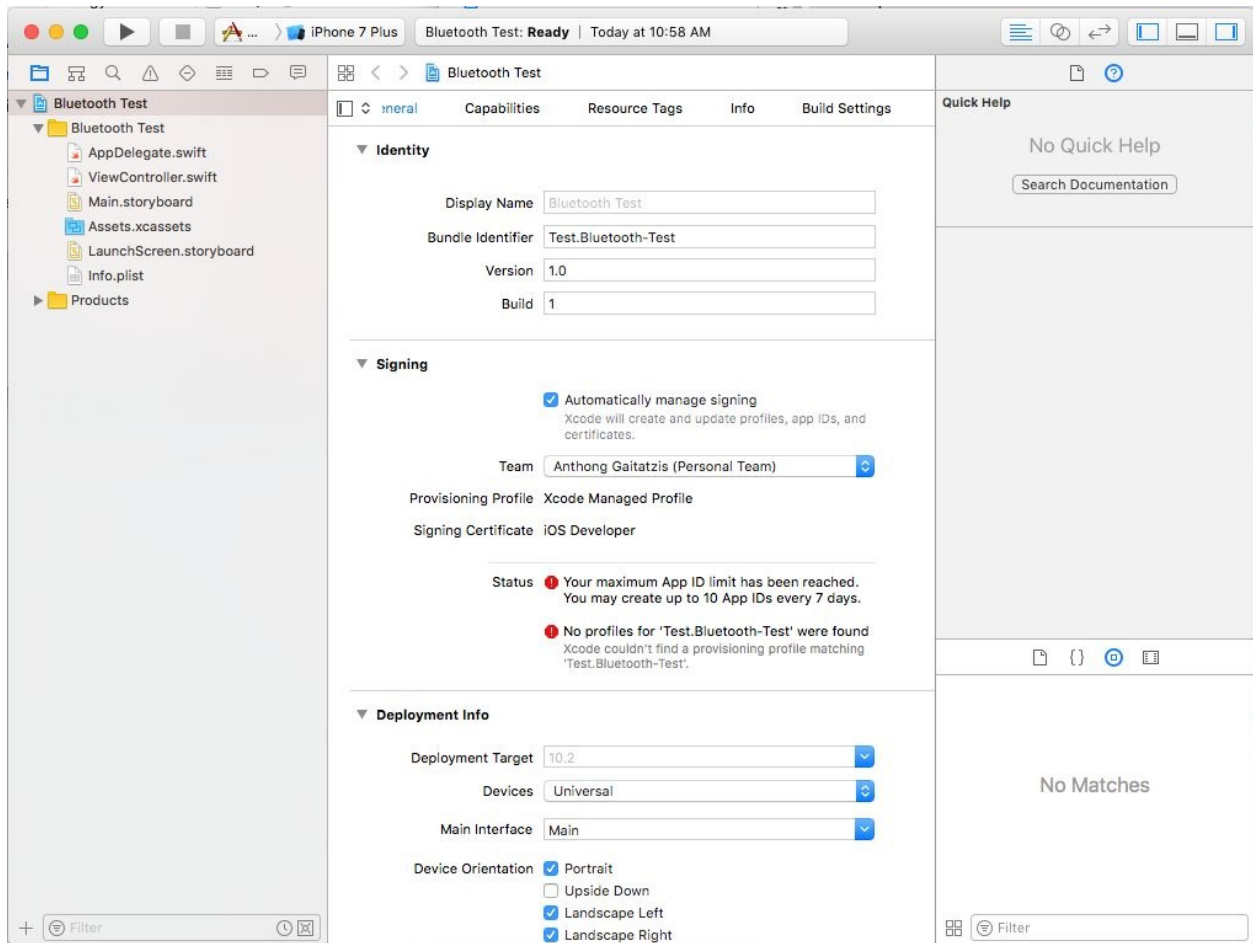 iPhone 7 Plus
Bluetooth Test: Ready | Today at 10:58 AM
Bluetooth Test
Bluetooth Test
Bluetooth Test
AppDelegate.swift
ViewController.swift
Main.storyboard
Assets.xcassets
LaunchScreen.storyboard
Info.plist
Products
Filter
eneral Capabilities Resource Tags Info Build Settings
Identity
Display Name Bluetooth Test
Bundle Identifier Test.Bluetooth-Test
Version 1.0
Build 1
Signing
Automatically manage signing
Xcode will create and update profiles, app IDs, and
certificates.
Team Anthong Gaitatzis (Personal Team)
Provisioning Profile Xcode Managed Profile
Signing Certificate iOS Developer
Status Your maximum App ID limit has been reached.
You may create up to 10 App IDs every 7 days.
No profiles for 'Test.Bluetooth-Test' were found
Xcode couldn't find a provisioning profile matching
'Test.Bluetooth-Test'.
Deployment Info
Deployment Target 10.2
Devices Universal
Main Interface Main
Device Orientation Portrait
Upside Down
Landscape Left
Landscape Right
Quick Help
No Quick Help
Search Documentation
No Matches
Filter